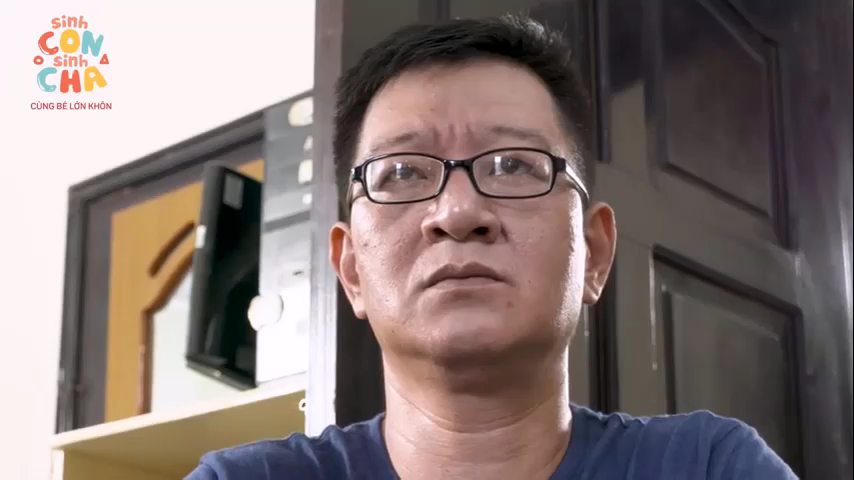 sinh
CON
sinh
CHA
CÙNG BÉ LỚN KHÔN